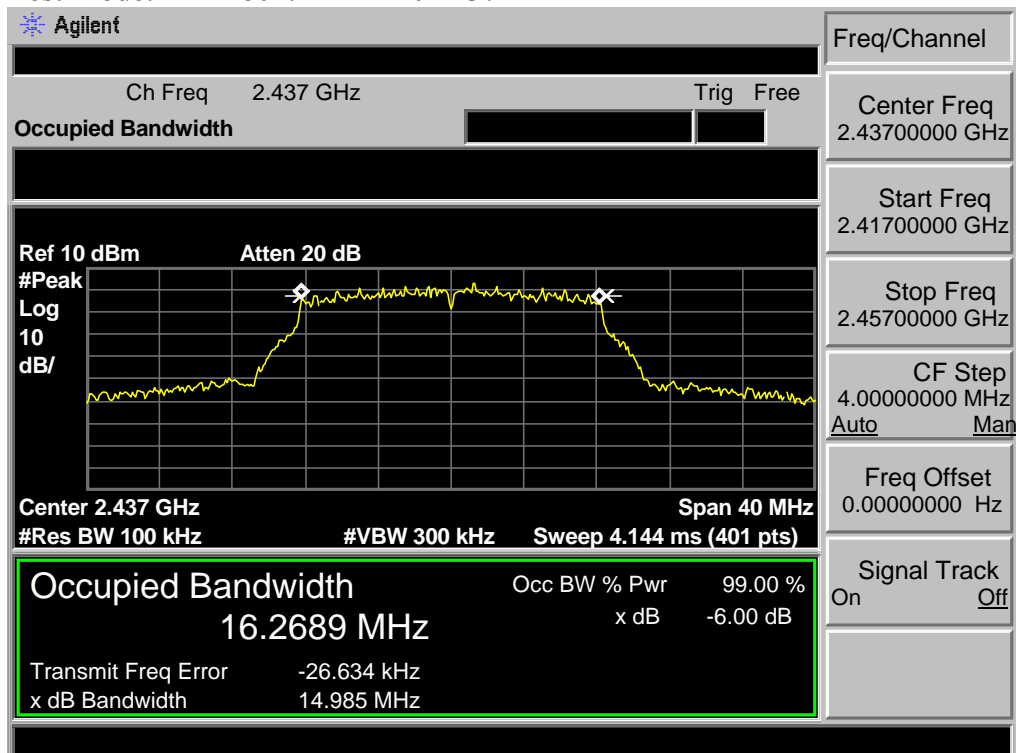 Agilent
Freq/Channel
Ch Freq 2.437 GHz Trig Free
Occupied Bandwidth
Center Freq
2.43700000 GHz
Start Freq
2.41700000 GHz
Ref 10 dBm Atten 20 dB
#Peak
Log
10
dB/
Stop Freq
2.45700000 GHz
CF Step
4.00000000 MHz
Auto Man
Center 2.437 GHz Span 40 MHz
#Res BW 100 kHz #VBW 300 kHz Sweep 4.144 ms (401 pts)
Freq Offset
0.00000000 Hz
Occupied Bandwidth
16.2689 MHz
Occ BW % Pwr 99.00 %
x dB -6.00 dB
Transmit Freq Error -26.634 kHz
x dB Bandwidth 14.985 MHz
Signal Track
On Off